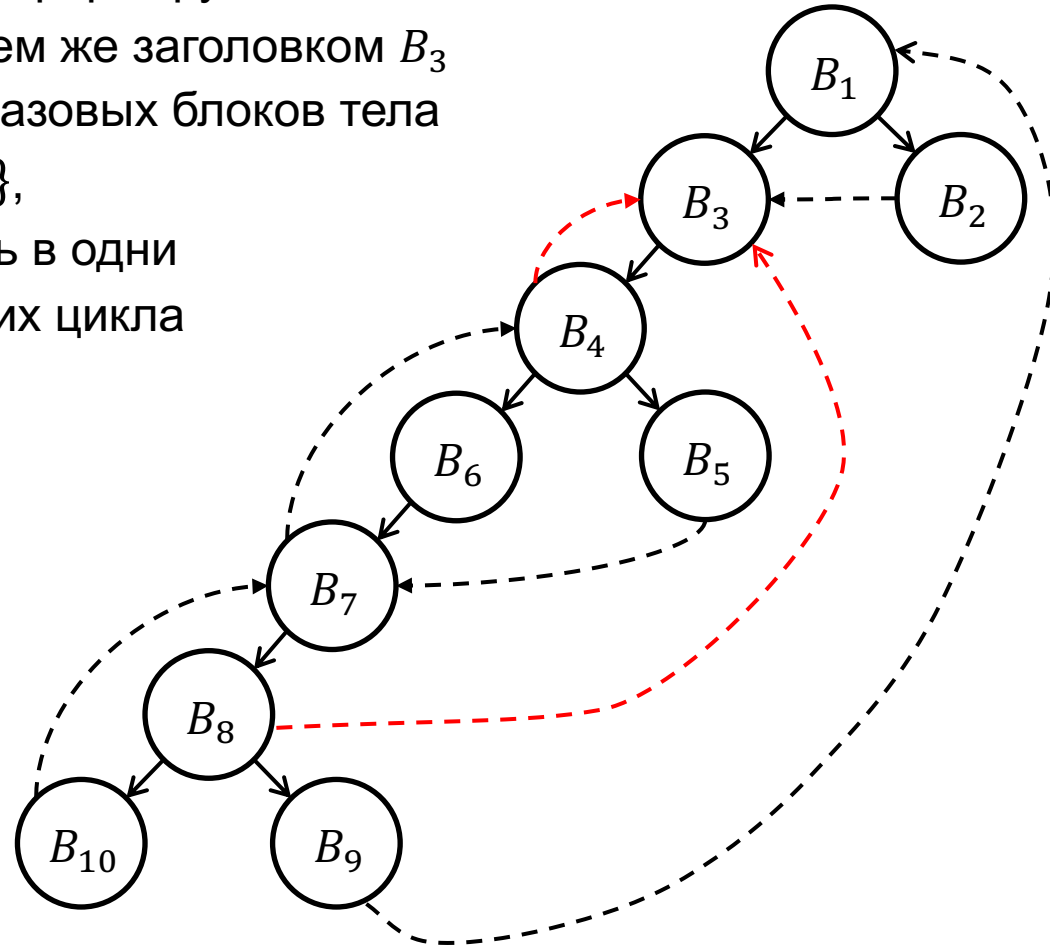 ем же заголовком B₃
азовых блоков тела
},
ь в одни
их цикла
B₁
B₃
B₂
B₄
B₆
B₅
B₇
B₈
B₁₀
B₉